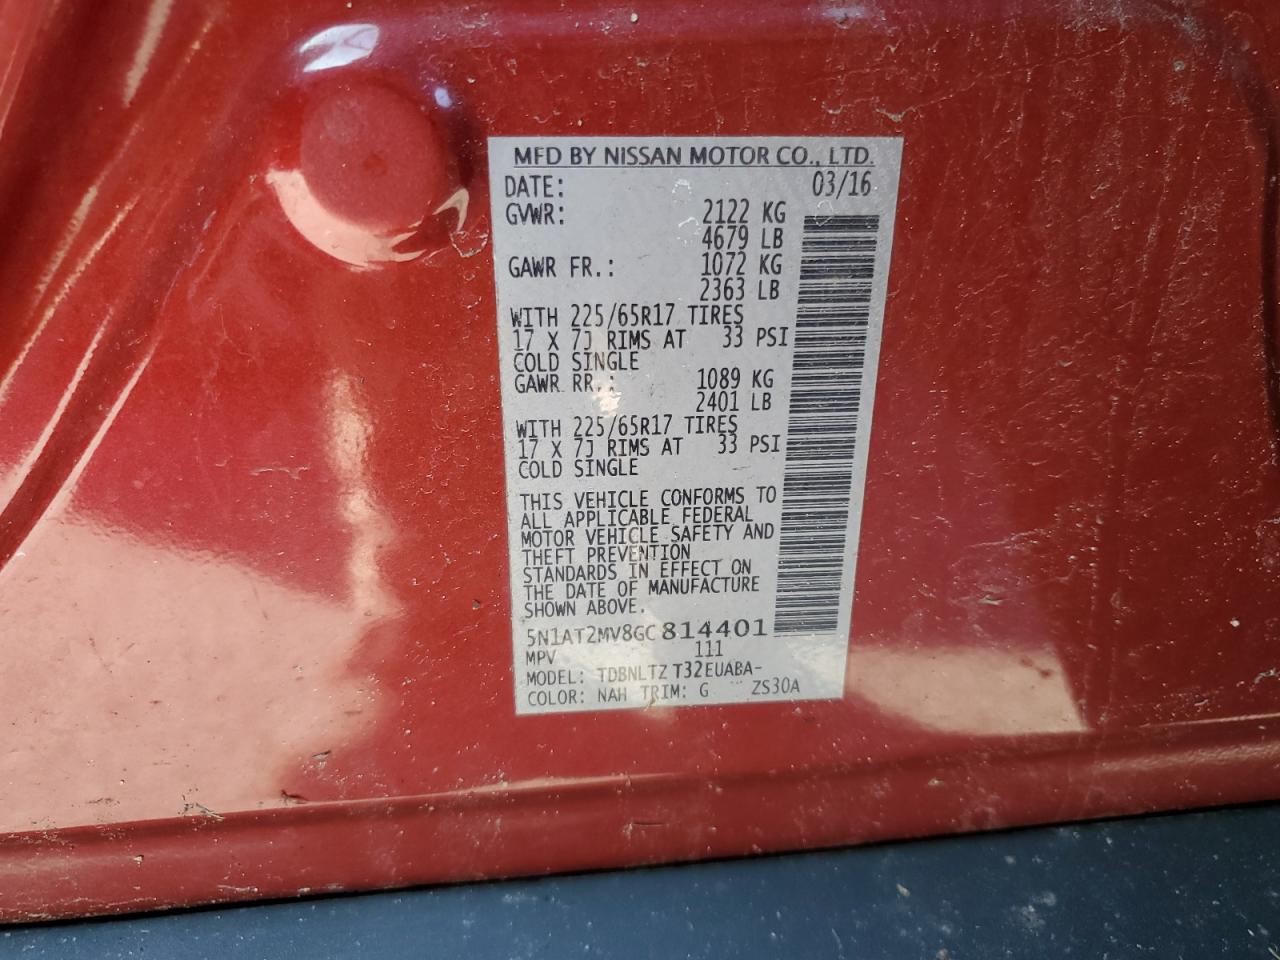 MFD BY NISSAN MOTOR CO., LTD.
DATE: 03/16
GVWR: 2122 KG
4679 LB
GAWR FR.: 1072 KG
2363 LB
WITH 225/65R17 TIRES
17 X 7J RIMS AT 33 PSI
COLD SINGLE
GAWR RR.: 1089 KG
2401 LB
WITH 225/65R17 TIRES
17 X 7J RIMS AT 33 PSI
COLD SINGLE
THIS VEHICLE CONFORMS TO
ALL APPLICABLE FEDERAL
MOTOR VEHICLE SAFETY AND
THEFT PREVENTION
STANDARDS IN EFFECT ON
THE DATE OF MANUFACTURE
SHOWN ABOVE.
5N1AT2MV8GC814401
MPV 111
MODEL: TDBNLTZ T32EUABA-
COLOR: NAH TRIM: G ZS30A